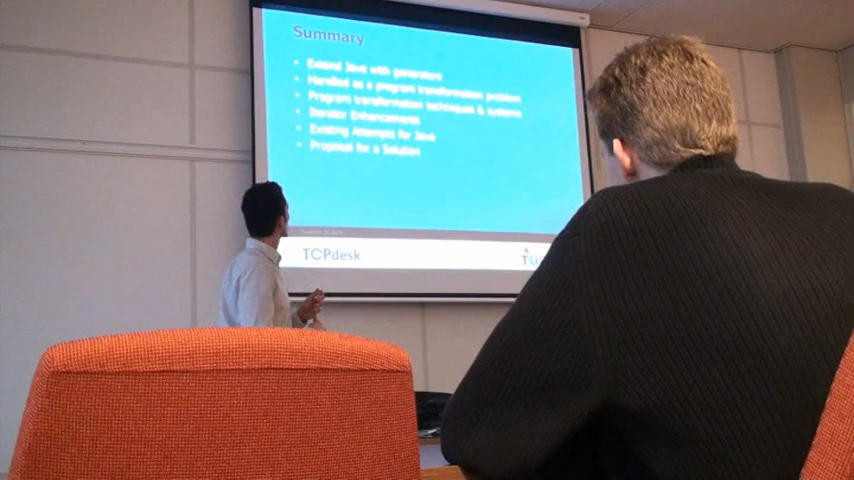 Summary
• Extend Java with generators
• Handled as a program transformation problem
• Program transformation techniques & systems
• Iterator Enhancements
• Existing Attempts for Java
• Proposal for a Solution
TOPdesk